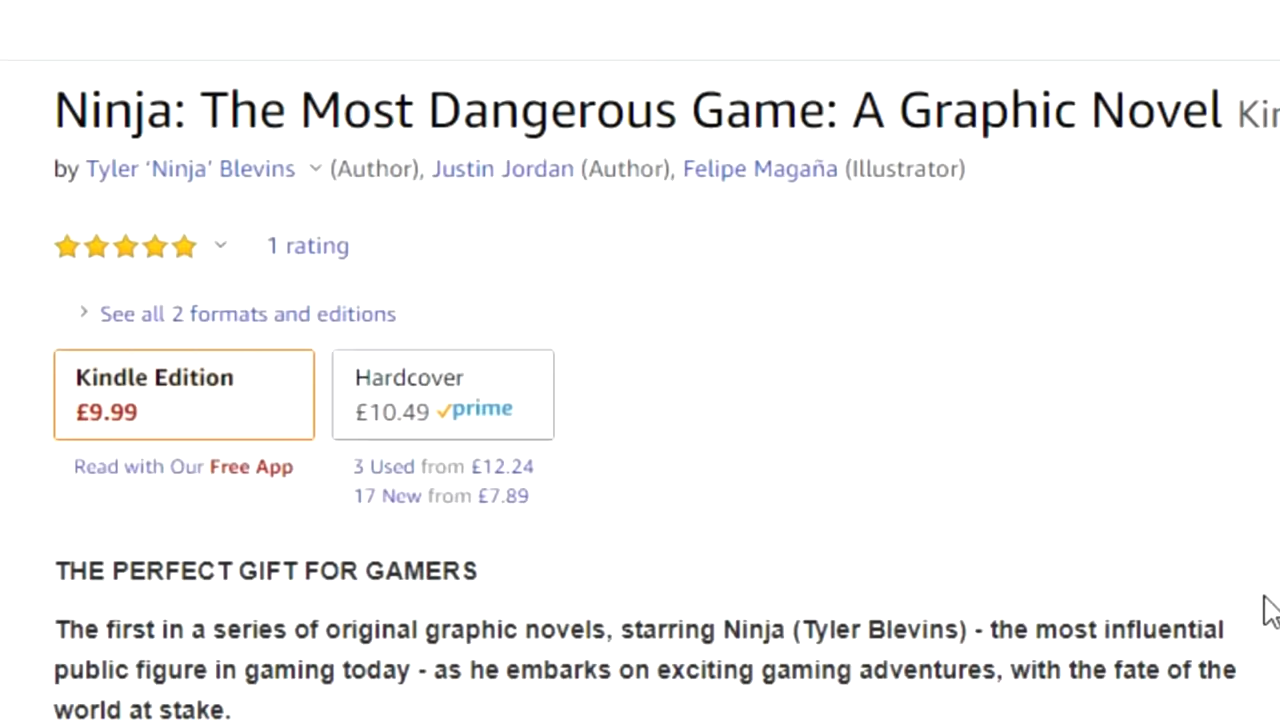 Ninja: The Most Dangerous Game: A Graphic Novel
by Tyler ‘Ninja’ Blevins (Author), Justin Jordan (Author), Felipe Magaña (Illustrator)
1 rating
See all 2 formats and editions
Kindle Edition
£9.99
Hardcover
£10.49 prime
Read with Our Free App
3 Used from £12.24
17 New from £7.89
THE PERFECT GIFT FOR GAMERS
The first in a series of original graphic novels, starring Ninja (Tyler Blevins) - the most influential
public figure in gaming today - as he embarks on exciting gaming adventures, with the fate of the
world at stake.